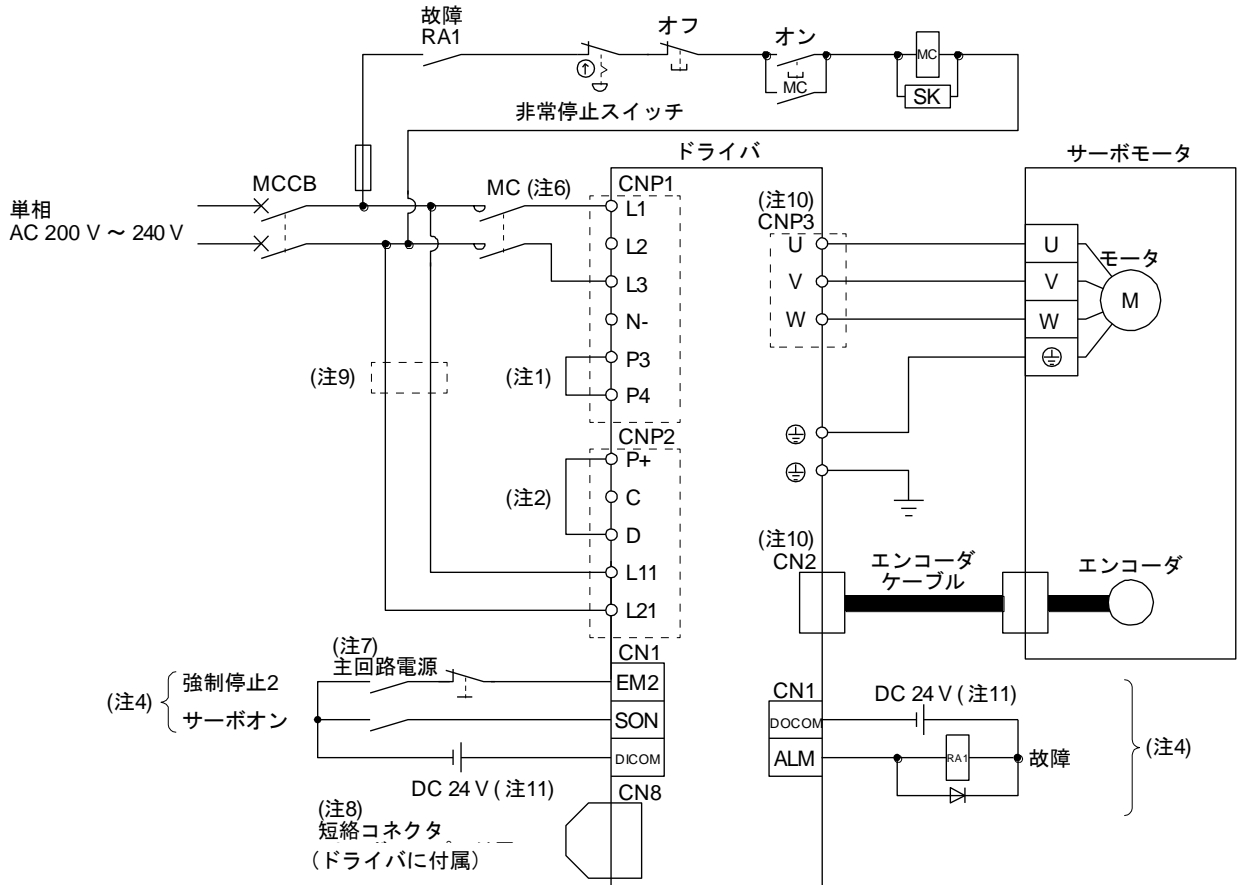 故障
RA1
オフ
オン
MC
MC
SK
非常停止スイッチ
ドライバ
サーボモータ
MCCB
MC (注6)
単相
AC 200 V ～ 240 V
CNP1
L1
L2
L3
N-
P3
P4
(注1)
(注9)
CNP2
P+
C
D
L11
L21
(注2)
(注10)
CNP3
U
V
W
U
V
W
モータ
M
(注10)
CN2
エンコーダ
ケーブル
エンコーダ
(注7)
主回路電源
CN1
(注4)
強制停止2
EM2
サーボオン
SON
DICOM
DC 24 V ( 注11)
CN1
DOCOM
ALM
DC 24 V ( 注11)
RA1
故障
(注4)
CN8
(注8)
短絡コネクタ
（ドライバに付属）